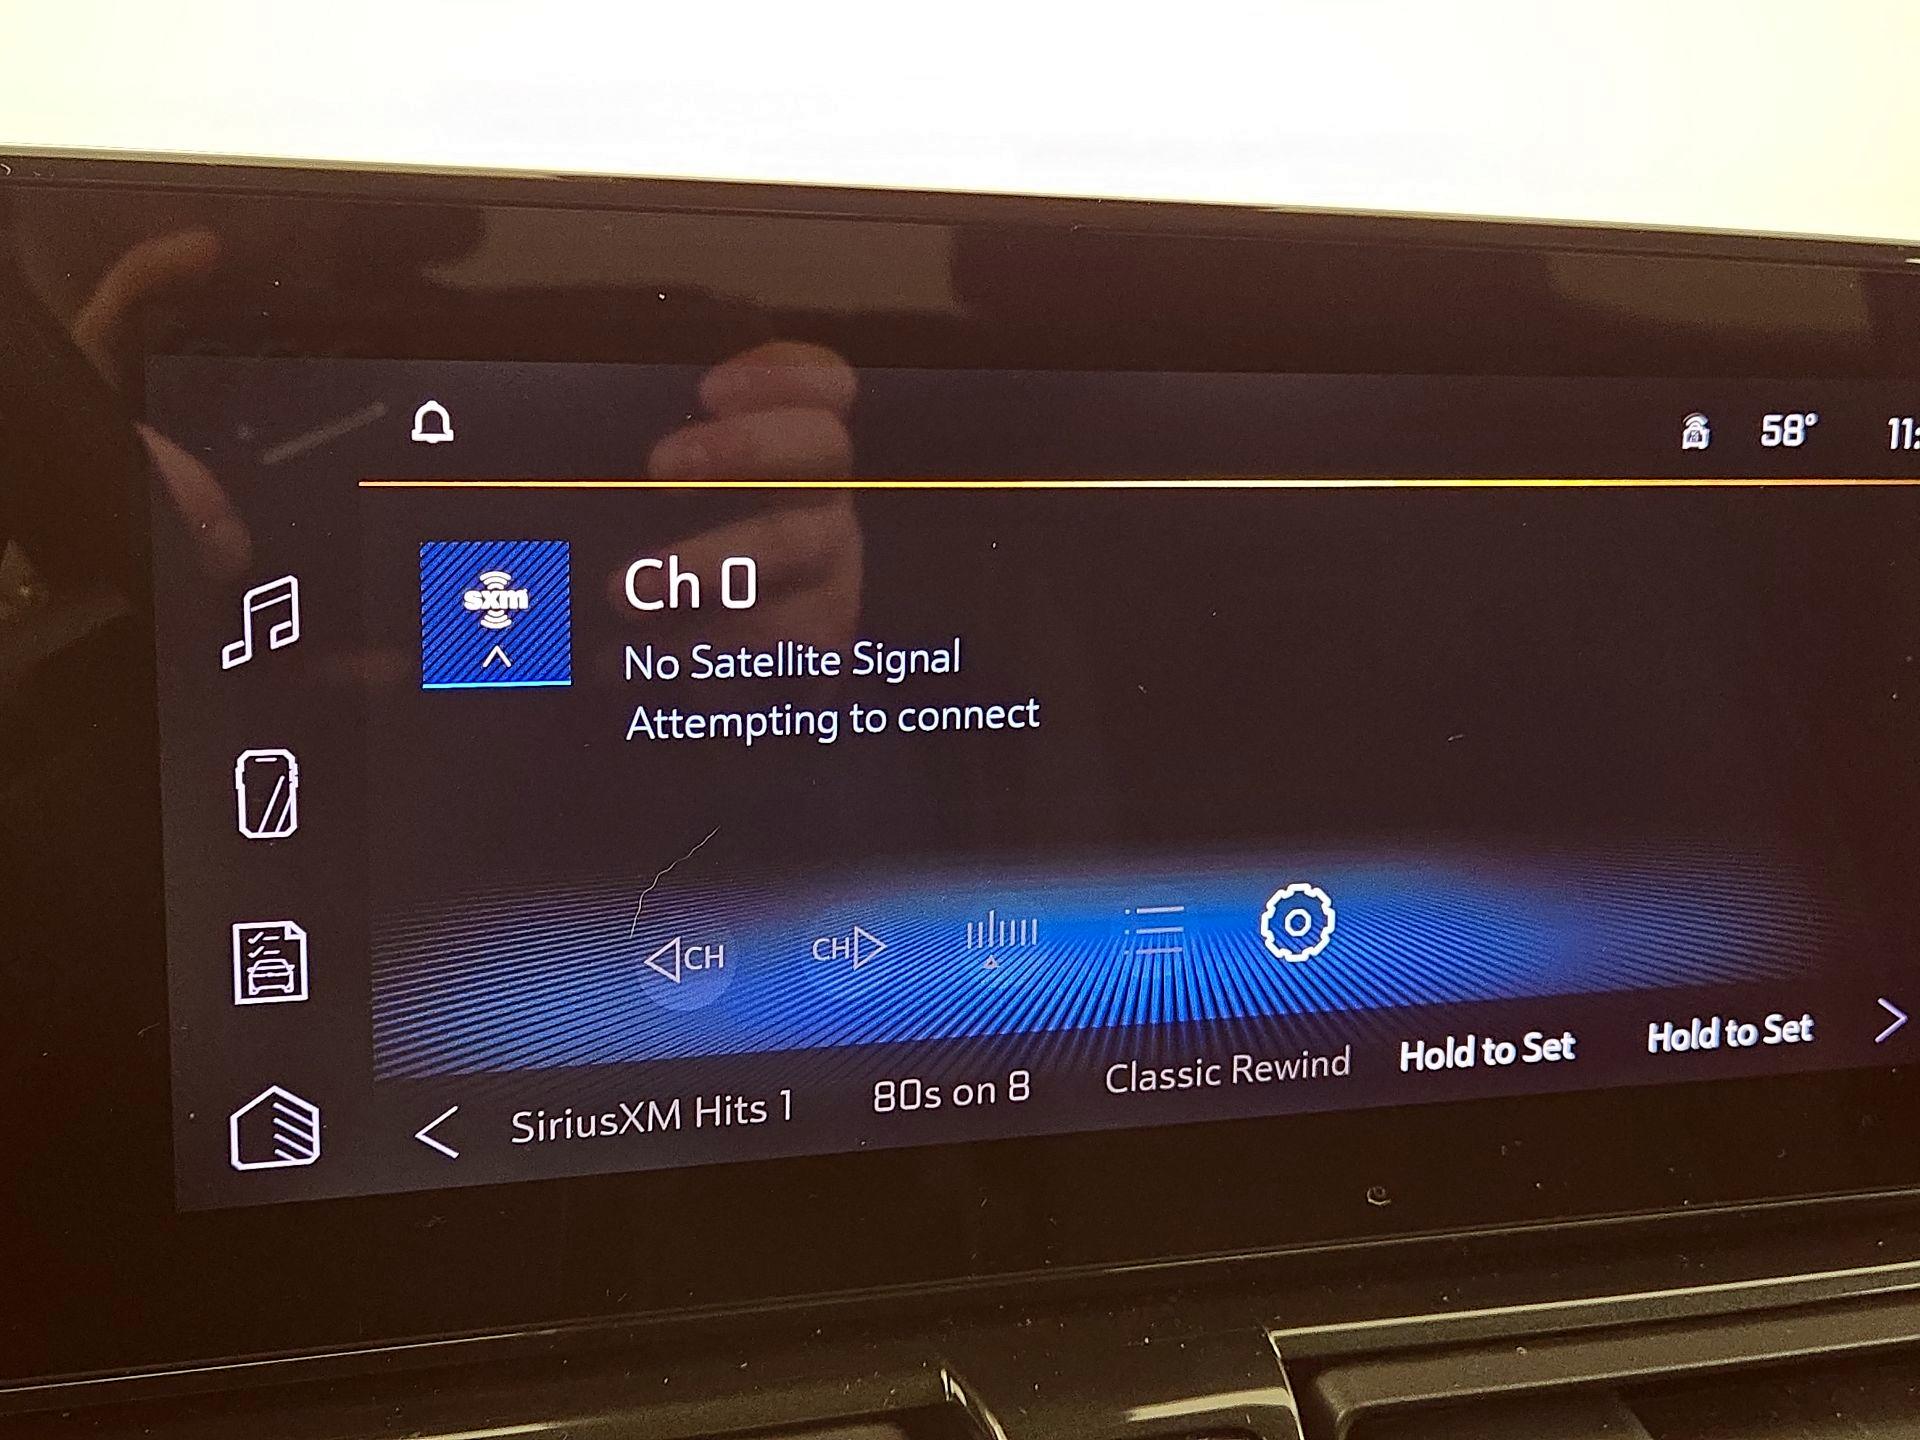 58° 11:
sxm
Ch 0
No Satellite Signal
Attempting to connect
CH CH
SiriusXM Hits 1 80s on 8 Classic Rewind Hold to Set Hold to Set